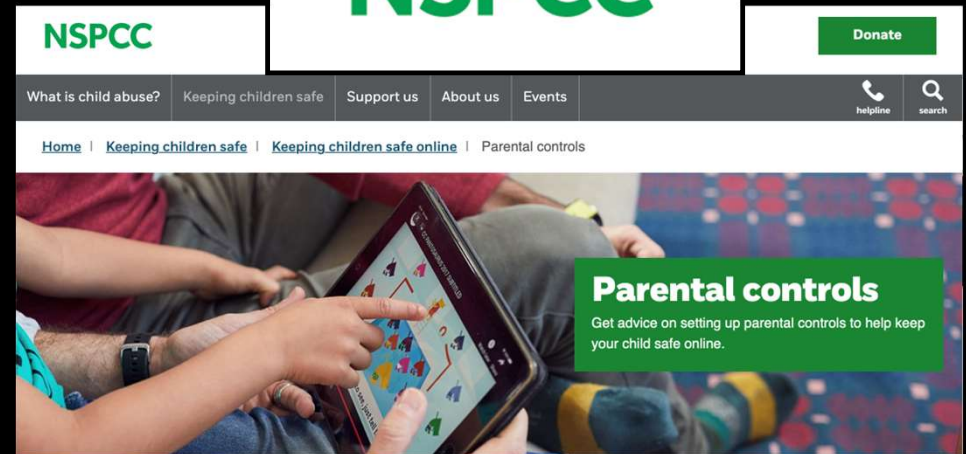 NSPCC
NSPCC
Donate
What is child abuse?
Keeping children safe
Support us
About us
Events
helpline
search
Home | Keeping children safe | Keeping children safe online | Parental controls
Parental controls
Get advice on setting up parental controls to help keep
your child safe online.